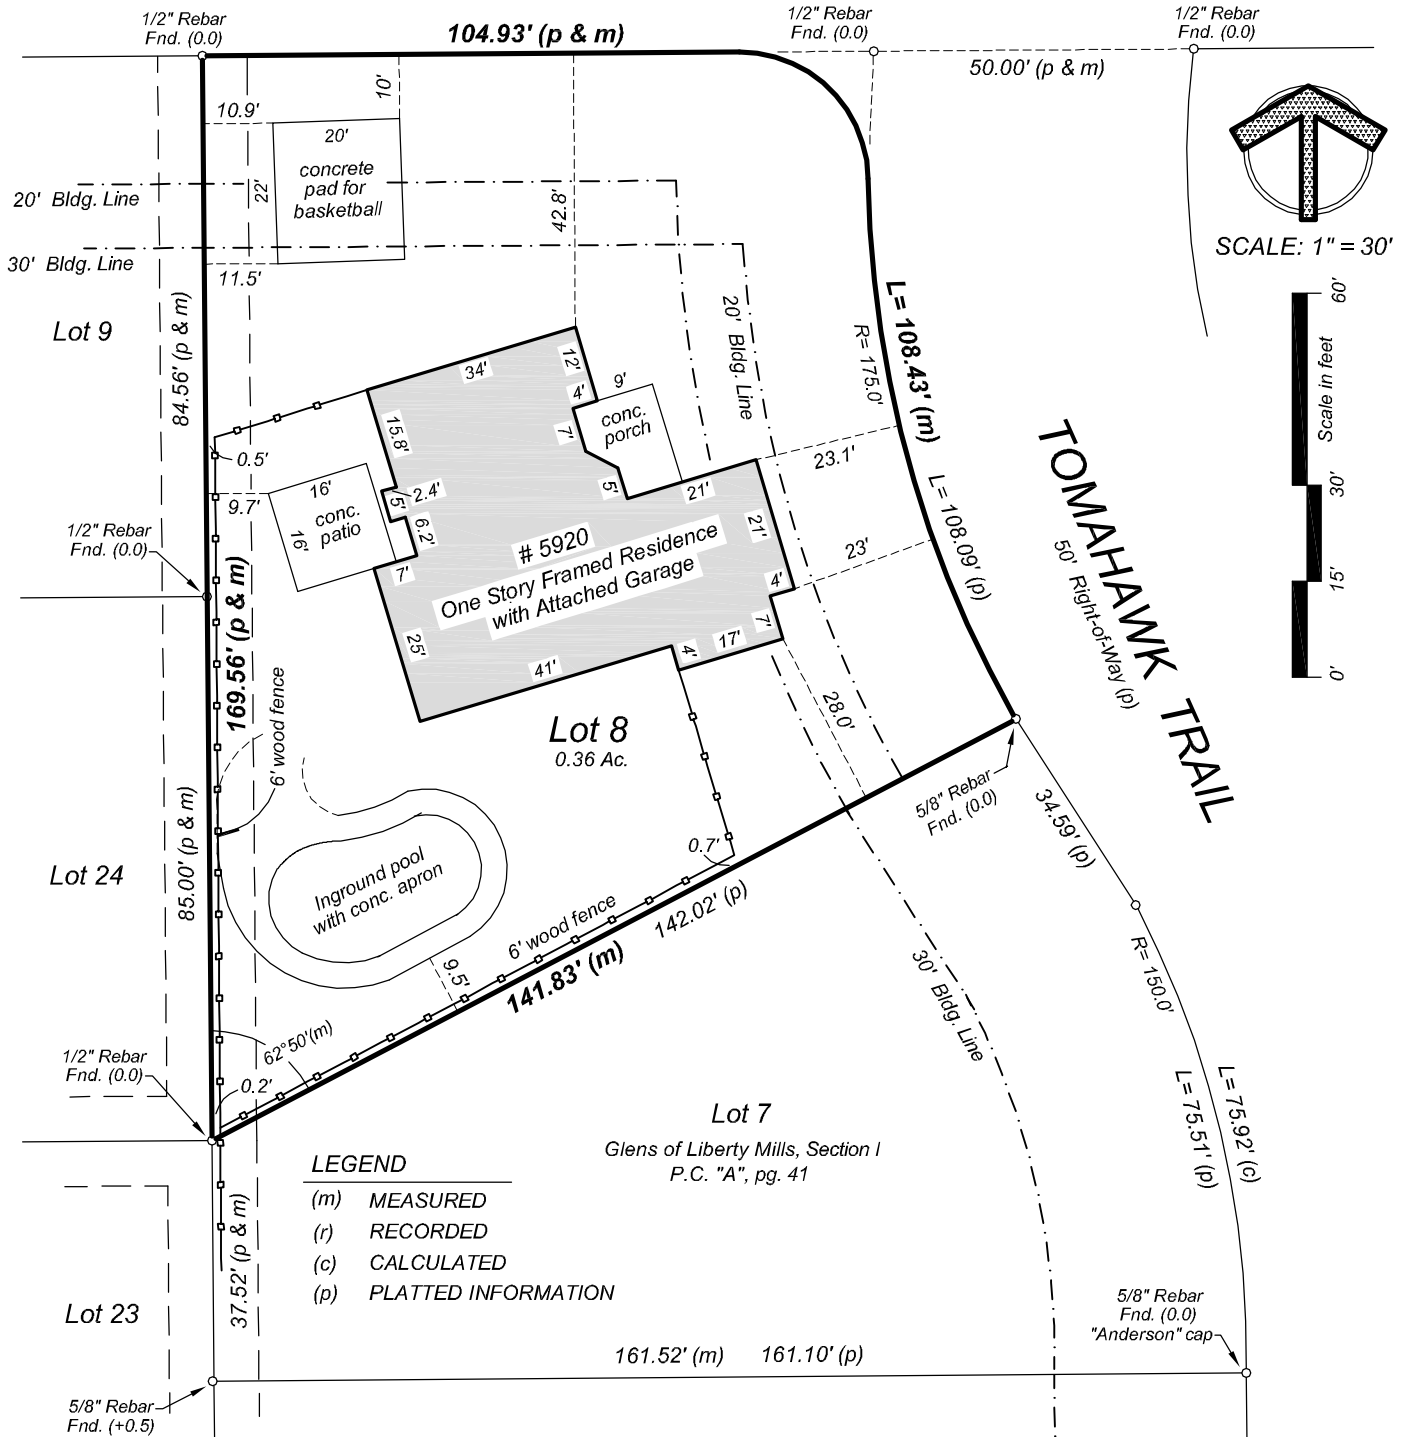 1/2" Rebar
Fnd. (0.0)
104.93' (p & m)
1/2" Rebar
Fnd. (0.0)
1/2" Rebar
Fnd. (0.0)
50.00' (p & m)
10'
10.9'
20'
concrete
pad for
basketball
22'
20' Bldg. Line
42.8'
30' Bldg. Line
11.5'
SCALE: 1" = 30'
60'
Scale in feet
30'
15'
0'
Lot 9
84.56' (p & m)
20' Bldg. Line
R= 175.0'
L= 108.43' (m)
L= 108.09' (p)
34'
12'
4'
9'
conc.
porch
7'
5'
21'
15.8'
0.5'
2.4'
5'
6.2'
16'
conc.
patio
16'
9.7'
7'
23.1'
21'
23'
4'
7'
17'
4'
# 5920
One Story Framed Residence
with Attached Garage
25'
41'
TOMAHAWK TRAIL
50' Right-of-Way (p)
1/2" Rebar
Fnd. (0.0)
169.56' (p & m)
6' wood fence
Lot 8
0.36 Ac.
28.0'
5/8" Rebar
Fnd. (0.0)
34.59' (p)
85.00' (p & m)
Lot 24
Inground pool
with conc. apron
0.7'
6' wood fence
142.02' (p)
141.83' (m)
9.5'
30' Bldg. Line
R= 150.0'
62°50'(m)
0.2'
1/2" Rebar
Fnd. (0.0)
L= 75.92' (c)
L= 75.51' (p)
Lot 7
Glens of Liberty Mills, Section I
P.C. "A", pg. 41
LEGEND
(m) MEASURED
(r) RECORDED
(c) CALCULATED
(p) PLATTED INFORMATION
37.52' (p & m)
Lot 23
5/8" Rebar
Fnd. (0.0)
"Anderson" cap
161.52' (m) 161.10' (p)
5/8" Rebar
Fnd. (+0.5)